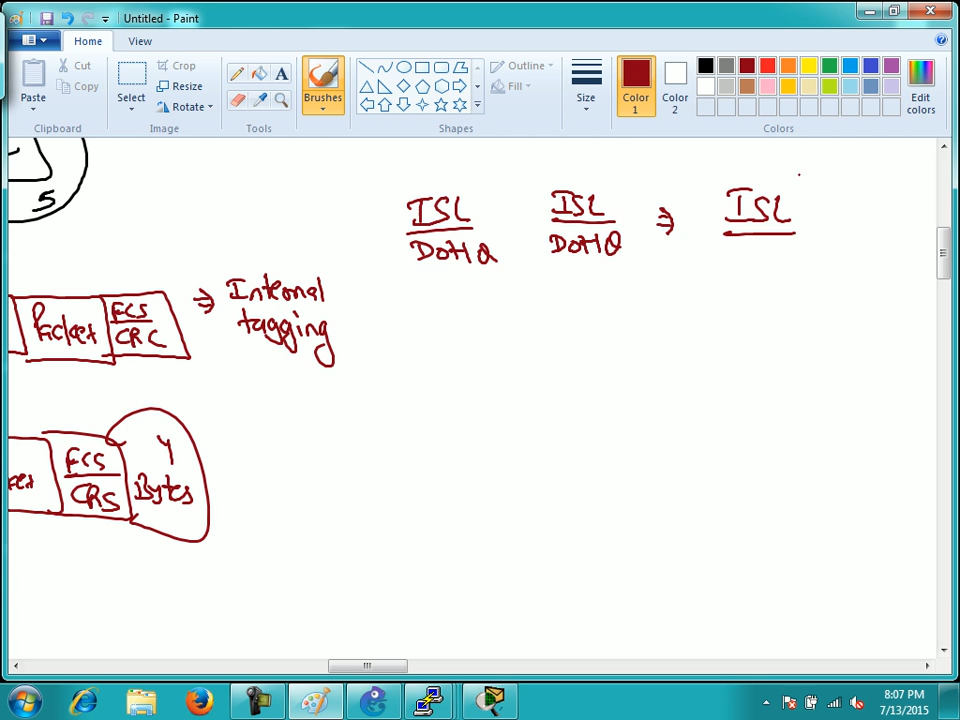 Untitled - Paint
Home
View
Paste
Cut
Copy
Clipboard
Select
Crop
Resize
Rotate
Image
A
Tools
Brushes
Outline
Fill
Shapes
Size
Color 1
Color 2
Edit colors
Colors
5
ISL
Dot1Q
ISL
Dot1Q
⇒
ISL
Packet
FCS
CRC
⇒ Internal
tagging
FCS
CRS
4
Bytes
8:07 PM
7/13/2015